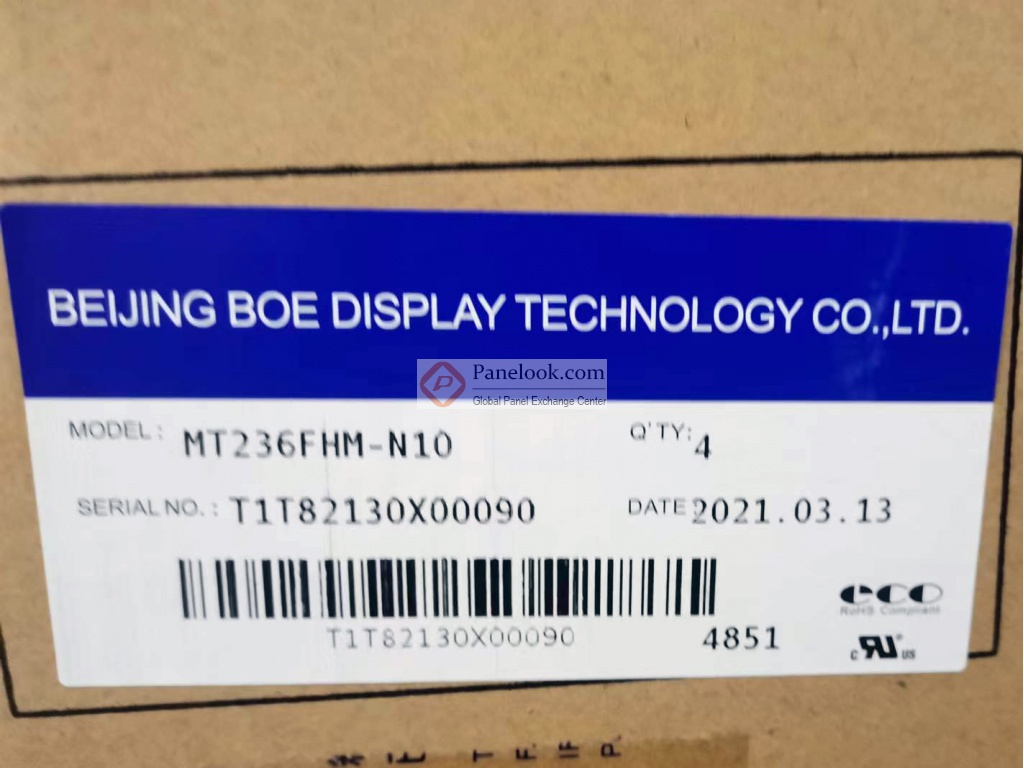 BEIJING BOE DISPLAY TECHNOLOGY CO.,LTD.
Panelook.com
Global Panel Exchange Center
MODEL: MT236FHM-N10 Q'TY: 4
SERIAL NO.: T1T82130X00090 DATE 2021.03.13
T1T82130X00090 4851
eco
RoHS Compliant
c RU® US